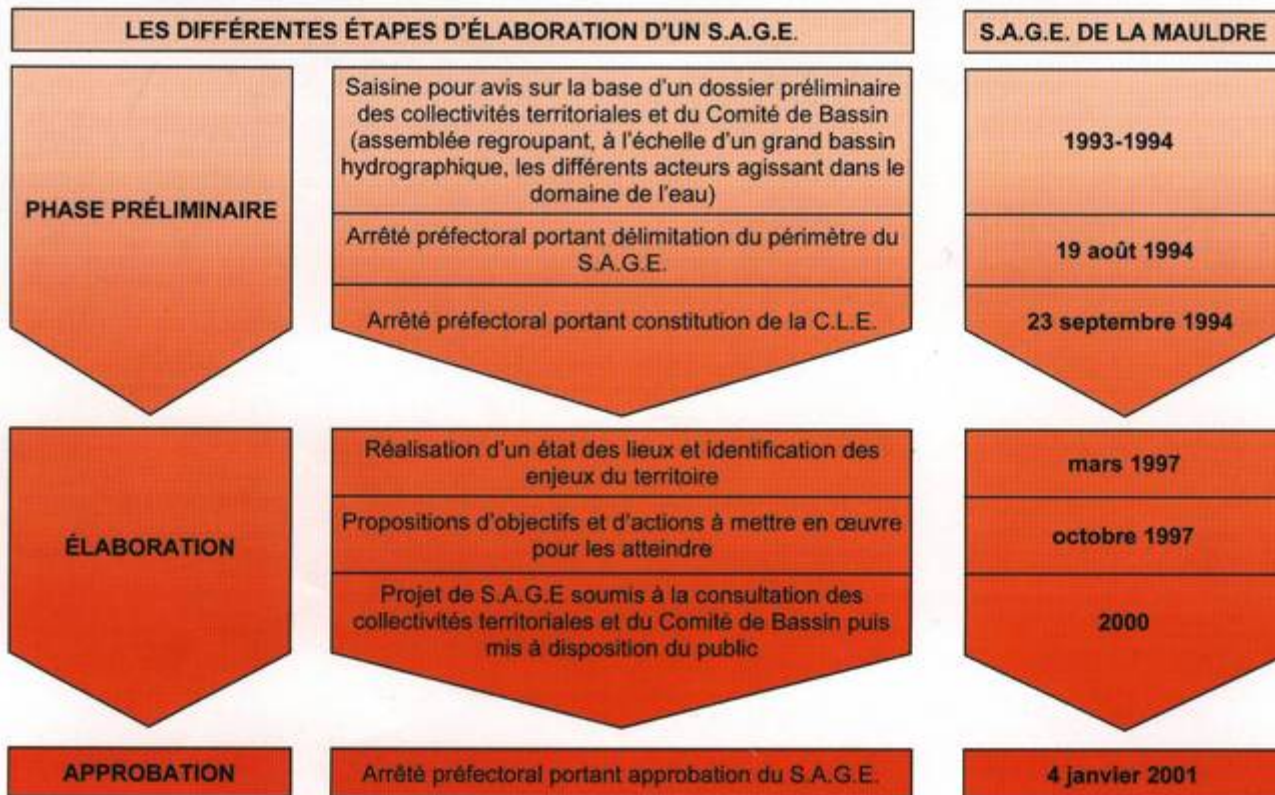 LES DIFFÉRENTES ÉTAPES D'ÉLABORATION D'UN S.A.G.E.
S.A.G.E. DE LA MAULDRE
PHASE PRÉLIMINAIRE
Saisine pour avis sur la base d'un dossier préliminaire
des collectivités territoriales et du Comité de Bassin
(assemblée regroupant, à l'échelle d'un grand bassin
hydrographique, les différents acteurs agissant dans le
domaine de l'eau)
1993-1994
Arrêté préfectoral portant délimitation du périmètre du
S.A.G.E.
19 août 1994
Arrêté préfectoral portant constitution de la C.L.E.
23 septembre 1994
ÉLABORATION
Réalisation d'un état des lieux et identification des
enjeux du territoire
mars 1997
Propositions d'objectifs et d'actions à mettre en œuvre
pour les atteindre
octobre 1997
Projet de S.A.G.E soumis à la consultation des
collectivités territoriales et du Comité de Bassin puis
mis à disposition du public
2000
APPROBATION
Arrêté préfectoral portant approbation du S.A.G.E.
4 janvier 2001